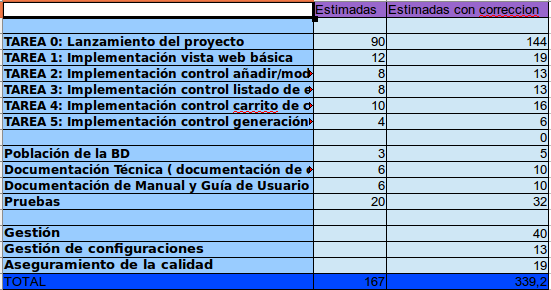 Estimadas Estimadas con correccion
TAREA 0: Lanzamiento del proyecto 90 144
TAREA 1: Implementación vista web básica 12 19
TAREA 2: Implementación control añadir/mod 8 13
TAREA 3: Implementación control listado de 8 13
TAREA 4: Implementación control carrito de 10 16
TAREA 5: Implementación control generación 4 6
0
Población de la BD 3 5
Documentación Técnica ( documentación de 6 10
Documentación de Manual y Guía de Usuario 6 10
Pruebas 20 32
Gestión 40
Gestión de configuraciones 13
Aseguramiento de la calidad 19
TOTAL 167 339,2